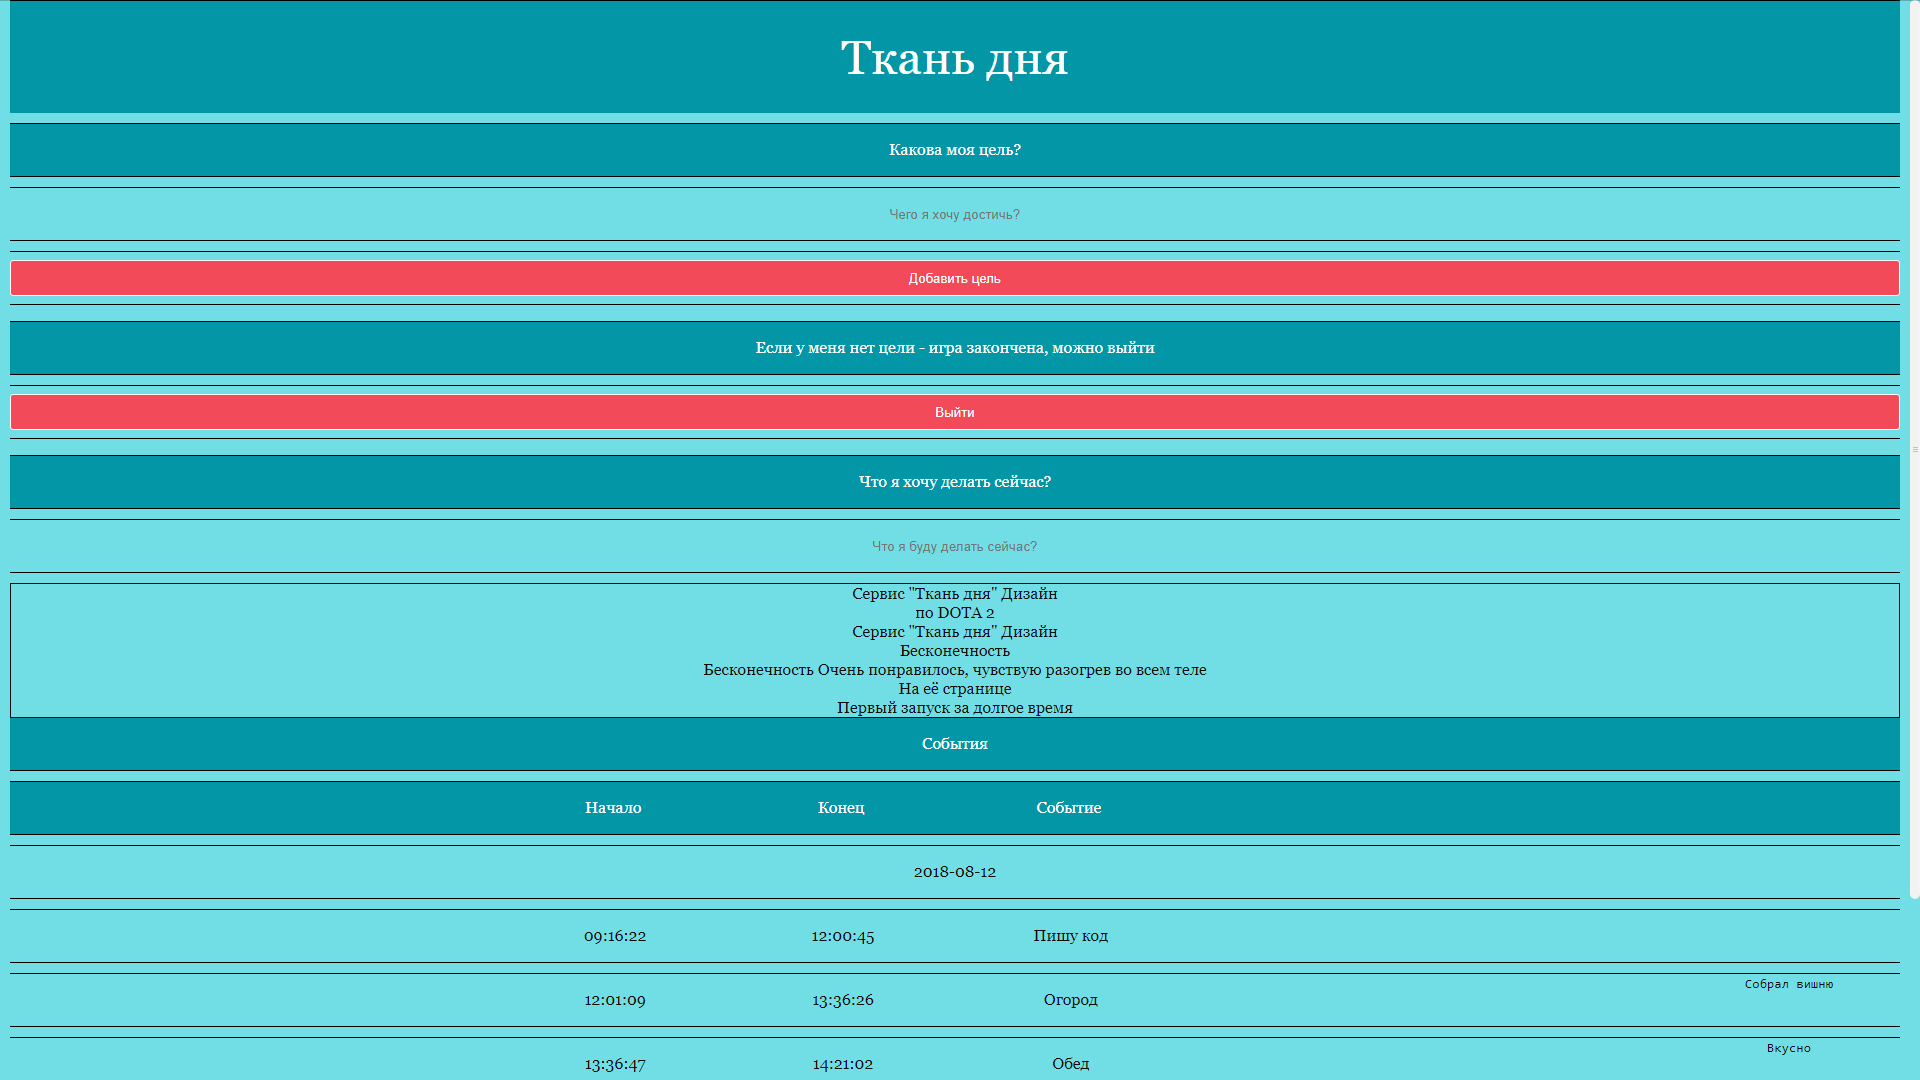 Ткань дня
Какова моя цель?
Чего я хочу достичь?
Добавить цель
Если у меня нет цели - игра закончена, можно выйти
Выйти
Что я хочу делать сейчас?
Что я буду делать сейчас?
Сервис "Ткань дня" Дизайн
по DOTA 2
Сервис "Ткань дня" Дизайн
Бесконечность
Бесконечность Очень понравилось, чувствую разогрев во всем теле
На её странице
Первый запуск за долгое время
События
Начало Конец Событие
2018-08-12
09:16:22 12:00:45 Пишу код
12:01:09 13:36:26 Огород Собрал вишню
13:36:47 14:21:02 Обед Вкусно